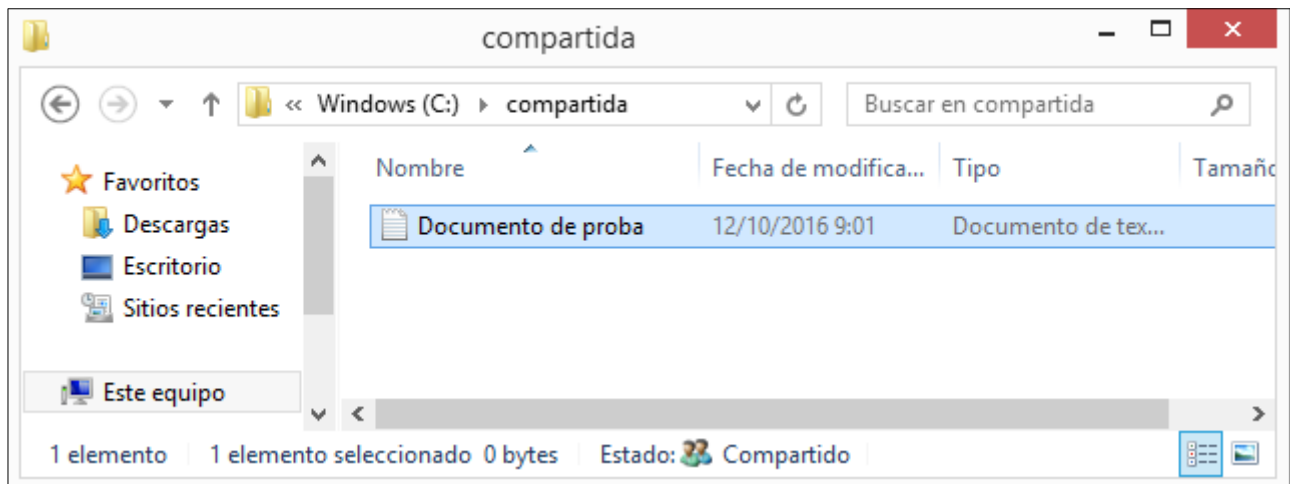 compartida
« Windows (C:) compartida Buscar en compartida
Nombre Fecha de modifica... Tipo Tamaño
Favoritos
Descargas
Escritorio
Sitios recientes
Este equipo
Documento de proba 12/10/2016 9:01 Documento de tex...
1 elemento 1 elemento seleccionado 0 bytes Estado: Compartido